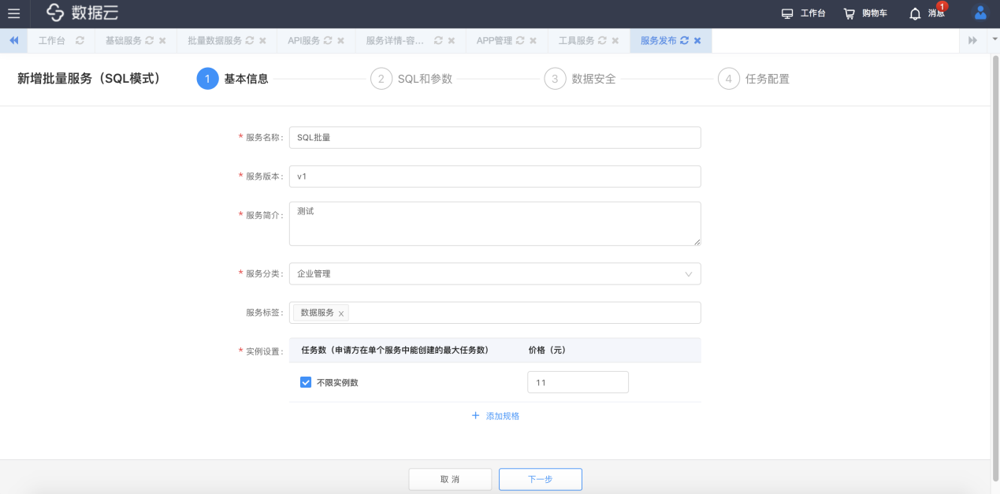 数据云 工作台 购物车 消息 1
工作台 基础服务 批量数据服务 API服务 服务详情-容... APP管理 工具服务 服务发布
新增批量服务（SQL模式） 1 基本信息 2 SQL和参数 3 数据安全 4 任务配置
* 服务名称: SQL批量
* 服务版本: v1
* 服务简介: 测试
* 服务分类: 企业管理
服务标签: 数据服务 x
* 实例设置: 任务数（申请方在单个服务中能创建的最大任务数） 价格（元）
不限实例数 11
+ 添加规格
取 消 下一步